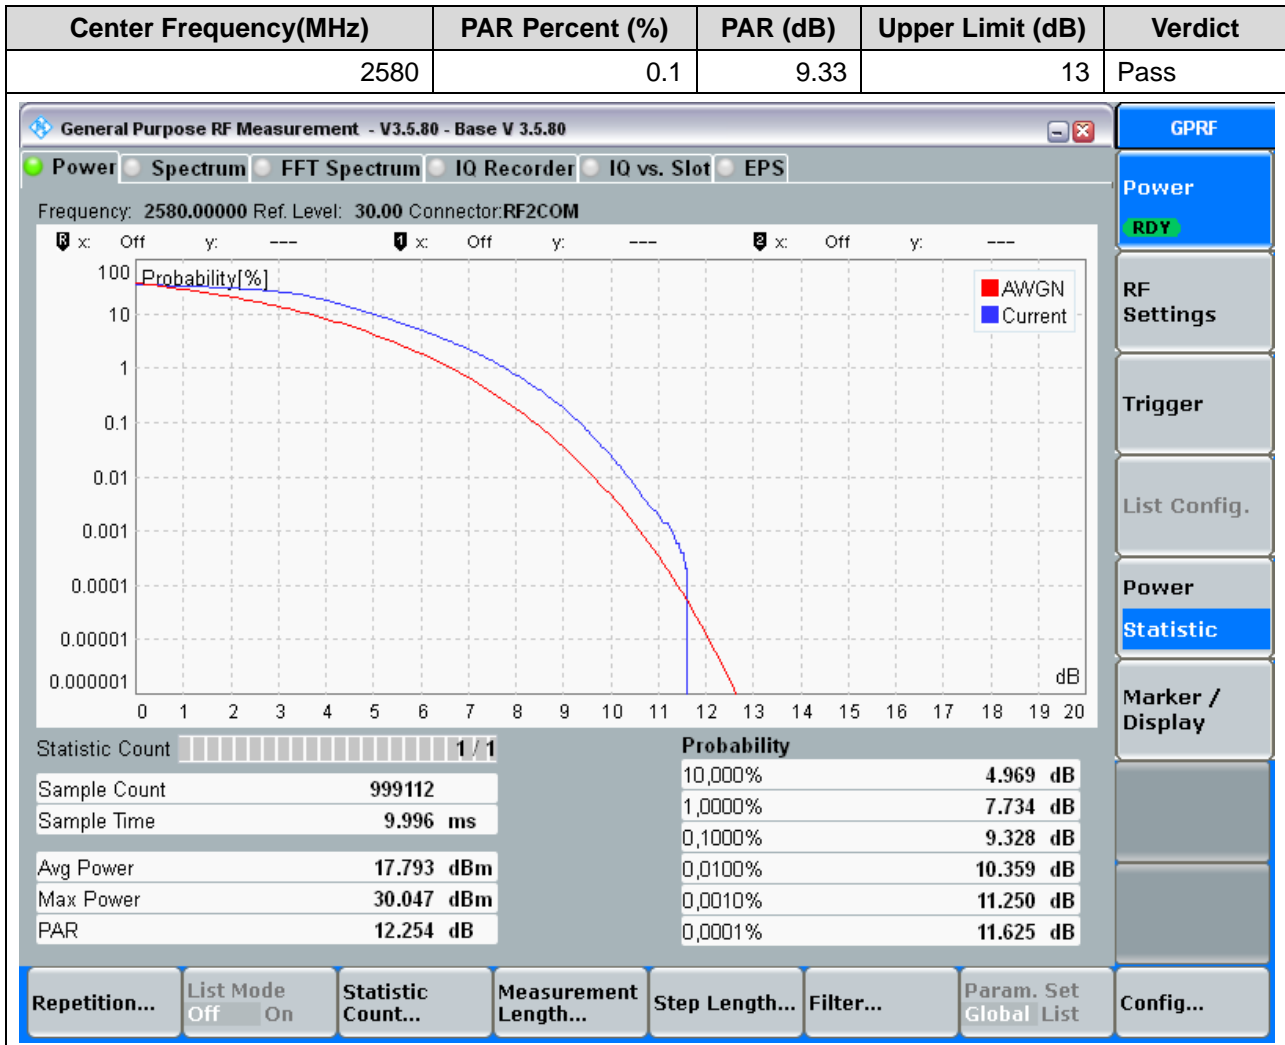 Center Frequency(MHz) PAR Percent (%) PAR (dB) Upper Limit (dB) Verdict
2580 0.1 9.33 13 Pass
General Purpose RF Measurement - V3.5.80 - Base V 3.5.80
GPRF
Power Spectrum FFT Spectrum IQ Recorder IQ vs. Slot EPS
Frequency: 2580.00000 Ref. Level: 30.00 Connector:RF2COM
R x: Off y: --- 1 x: Off y: --- 2 x: Off y: ---
Probability[%]
AWGN
Current
100
10
1
0.1
0.01
0.001
0.0001
0.00001
0.000001
dB
0 1 2 3 4 5 6 7 8 9 10 11 12 13 14 15 16 17 18 19 20
Statistic Count 1 / 1
Sample Count 999112
Sample Time 9.996 ms
Avg Power 17.793 dBm
Max Power 30.047 dBm
PAR 12.254 dB
Probability
10,000% 4.969 dB
1,0000% 7.734 dB
0,1000% 9.328 dB
0,0100% 10.359 dB
0,0010% 11.250 dB
0,0001% 11.625 dB
Power
RDY
RF
Settings
Trigger
List Config.
Power
Statistic
Marker /
Display
Repetition...
List Mode
Off On
Statistic
Count...
Measurement
Length...
Step Length...
Filter...
Param. Set
Global List
Config...